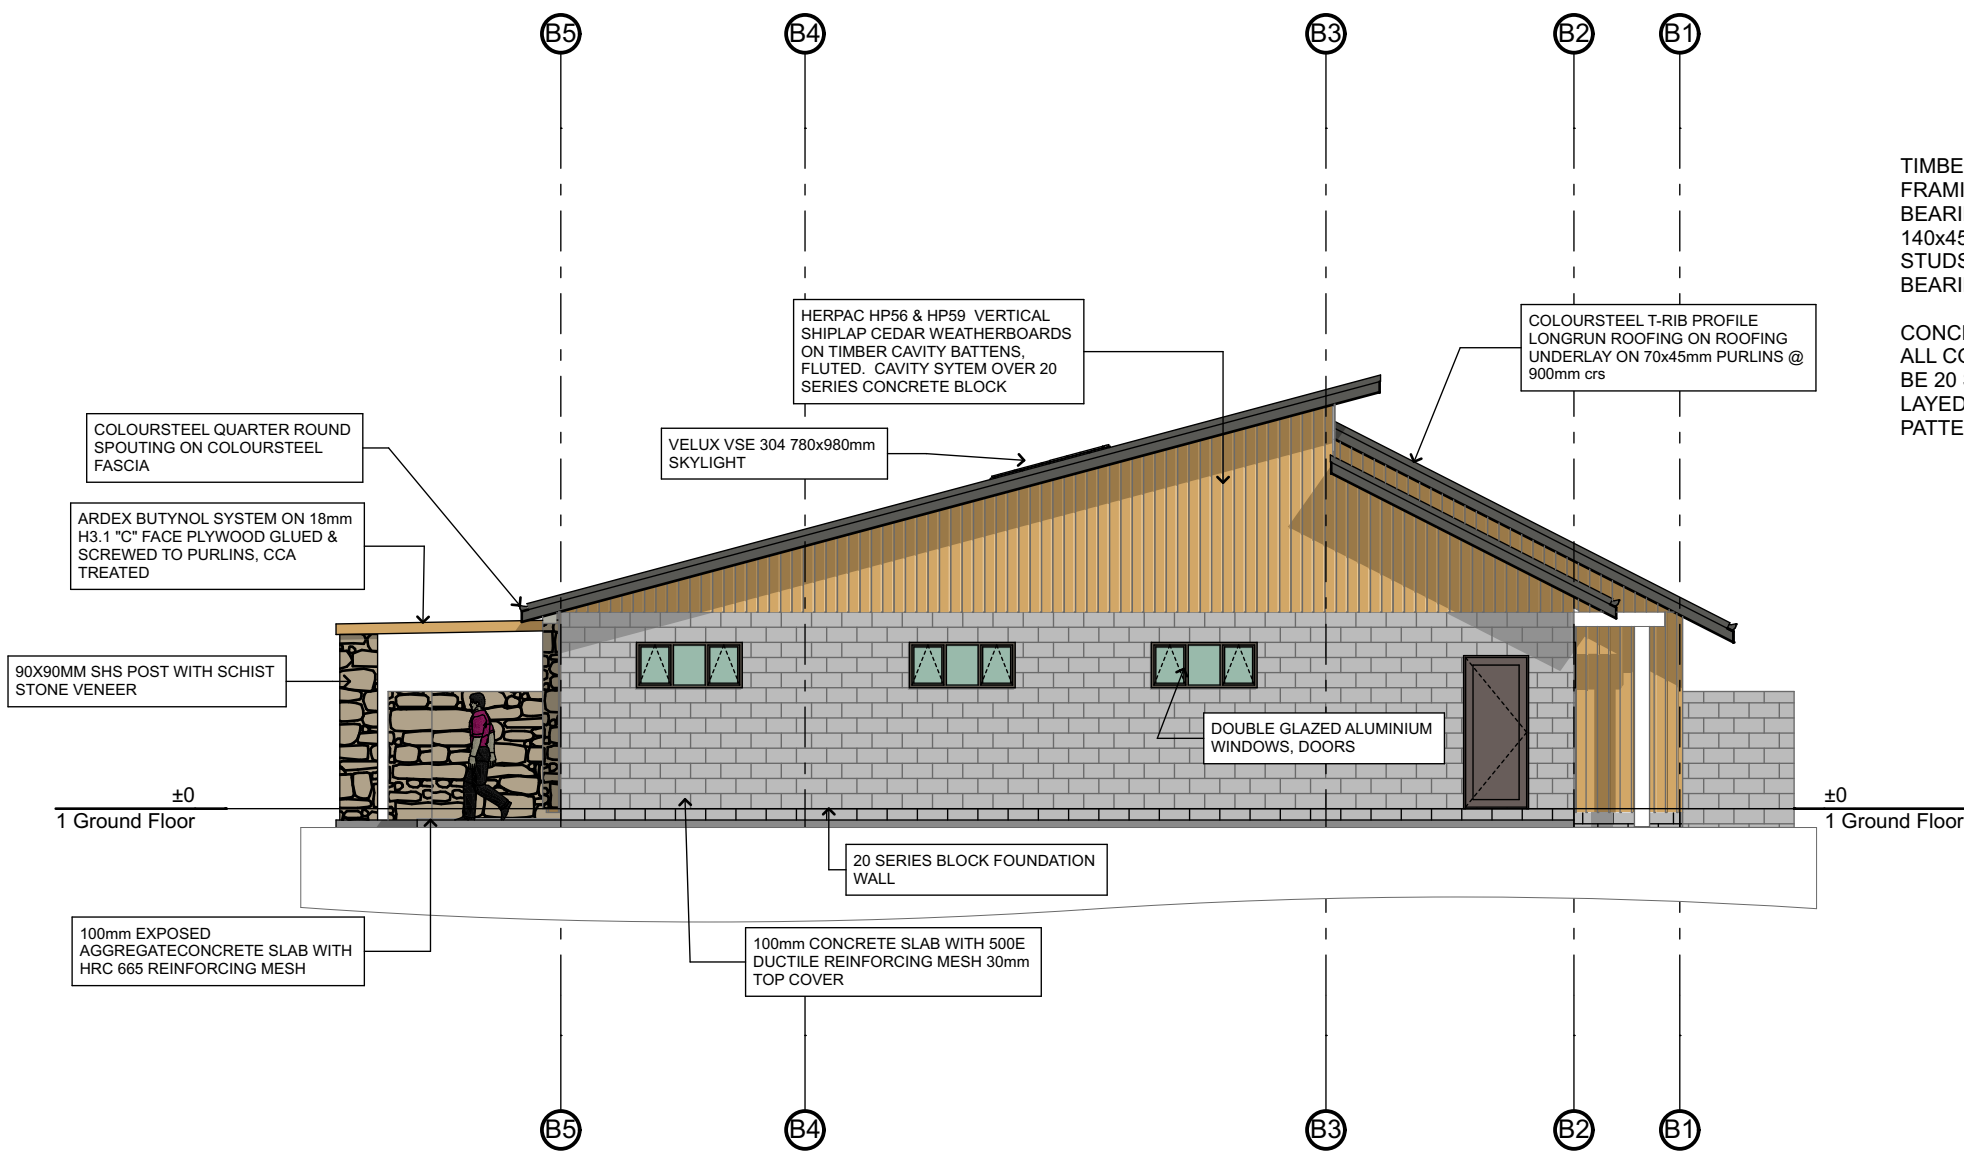 B5
B4
B3
B2
B1
TIMBE
FRAMI
BEARI
140x45
STUDS
BEARI
ALL CO
BE 20
LAYED
PATTE
HERPAC HP56 & HP59 VERTICAL
SHIPLAP CEDAR WEATHERBOARDS
ON TIMBER CAVITY BATTENS,
FLUTED. CAVITY SYTEM OVER 20
SERIES CONCRETE BLOCK
COLOURSTEEL T-RIB PROFILE
LONGRUN ROOFING ON ROOFING
UNDERLAY ON 70x45mm PURLINS @
900mm crs
COLOURSTEEL QUARTER ROUND
SPOUTING ON COLOURSTEEL
FASCIA
VELUX VSE 304 780x980mm
SKYLIGHT
ARDEX BUTYNOL SYSTEM ON 18mm
H3.1 "C" FACE PLYWOOD GLUED &
SCREWED TO PURLINS, CCA
TREATED
90X90MM SHS POST WITH SCHIST
STONE VENEER
DOUBLE GLAZED ALUMINIUM
WINDOWS, DOORS
±0
1 Ground Floor
±0
1 Ground Floor
20 SERIES BLOCK FOUNDATION
WALL
100mm EXPOSED
AGGREGATECONCRETE SLAB WITH
HRC 665 REINFORCING MESH
100mm CONCRETE SLAB WITH 500E
DUCTILE REINFORCING MESH 30mm
TOP COVER
B5
B4
B3
B2
B1